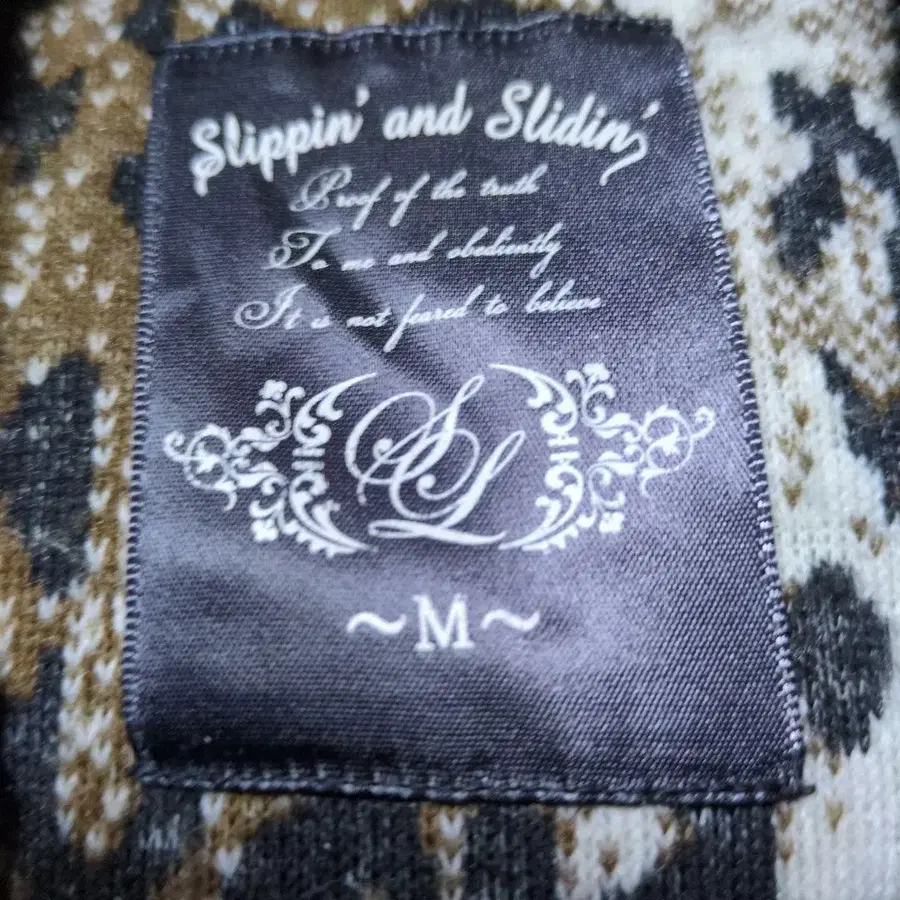 Slippin' and Slidin'
Proof of the truth
To me and obediently
It is not feared to believe
SL
~M~